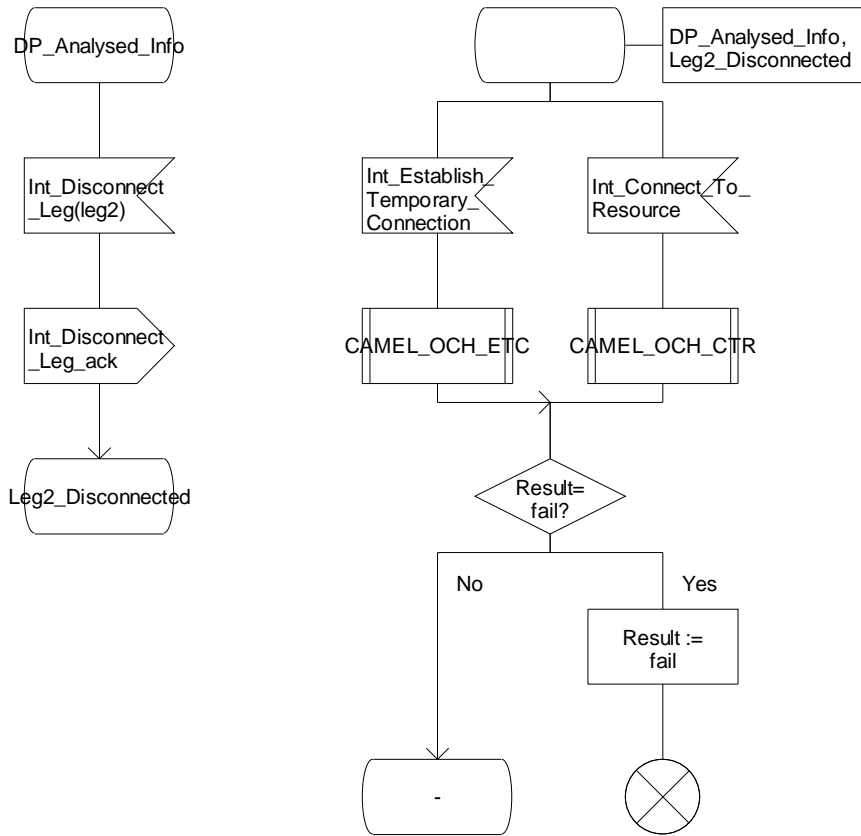 DP_Analysed_Info
Int_Disconnect
_Leg(leg2)
Int_Disconnect
_Leg_ack
Leg2_Disconnected
DP_Analysed_Info,
Leg2_Disconnected
Int_Establish_
Temporary_
Connection
Int_Connect_To_
Resource
CAMEL_OCH_ETC
CAMEL_OCH_CTR
Result=
fail?
No
Yes
Result :=
fail
-